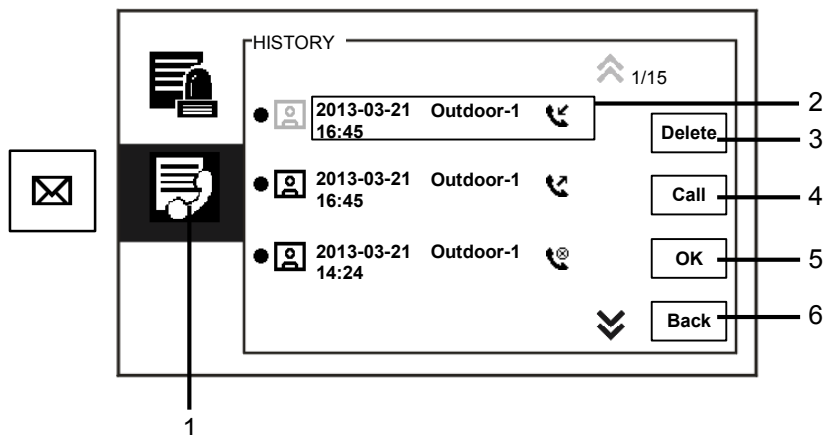 HISTORY
1/15
2013-03-21 Outdoor-1
16:45
2
Delete
3
2013-03-21 Outdoor-1
16:45
Call
4
2013-03-21 Outdoor-1
14:24
OK
5
Back
6
1